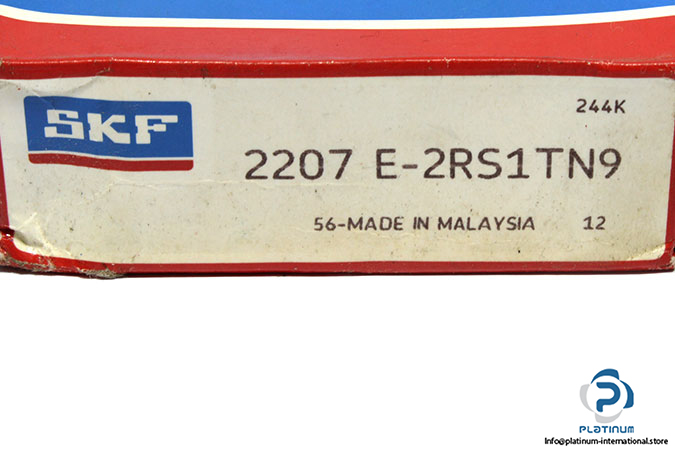 SKF
244K
2207 E-2RS1TN9
56-MADE IN MALAYSIA 12
P
PLATINUM
Info@platinum-international.store